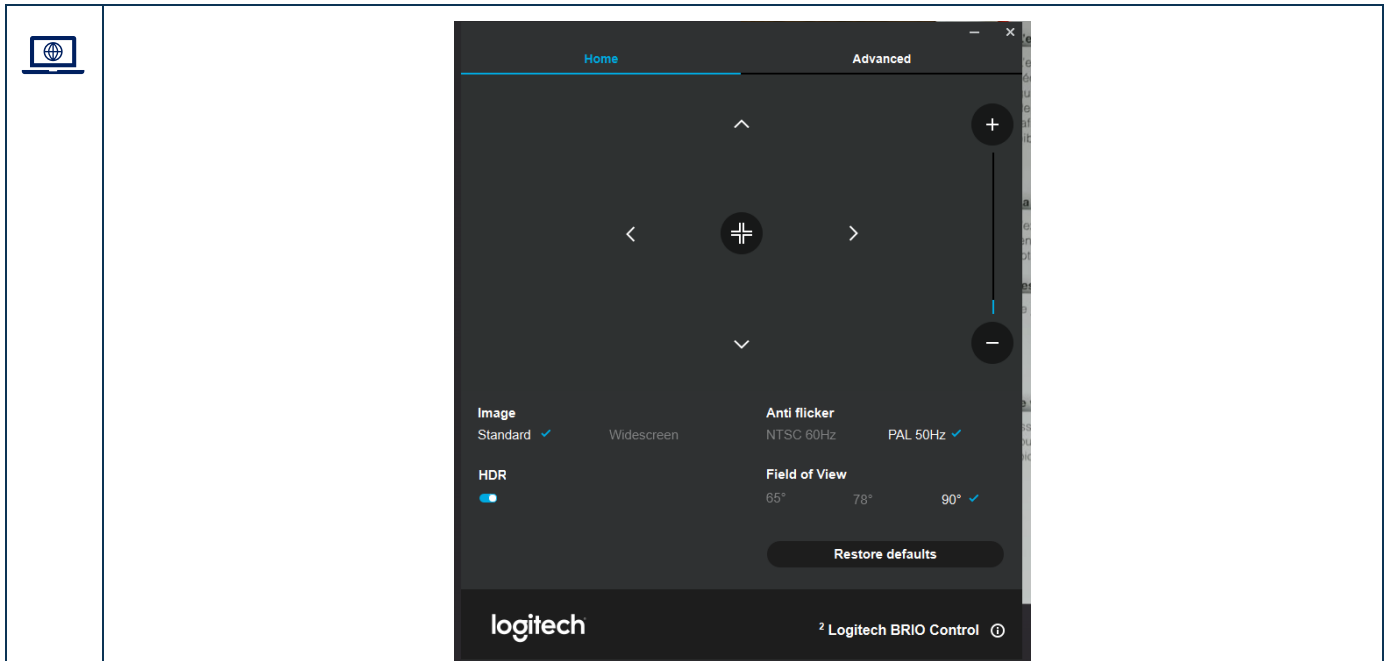 Home Advanced
Image Anti flicker
Standard Widescreen NTSC 60Hz PAL 50Hz
HDR Field of View
65° 78° 90°
Restore defaults
logitech
² Logitech BRIO Control